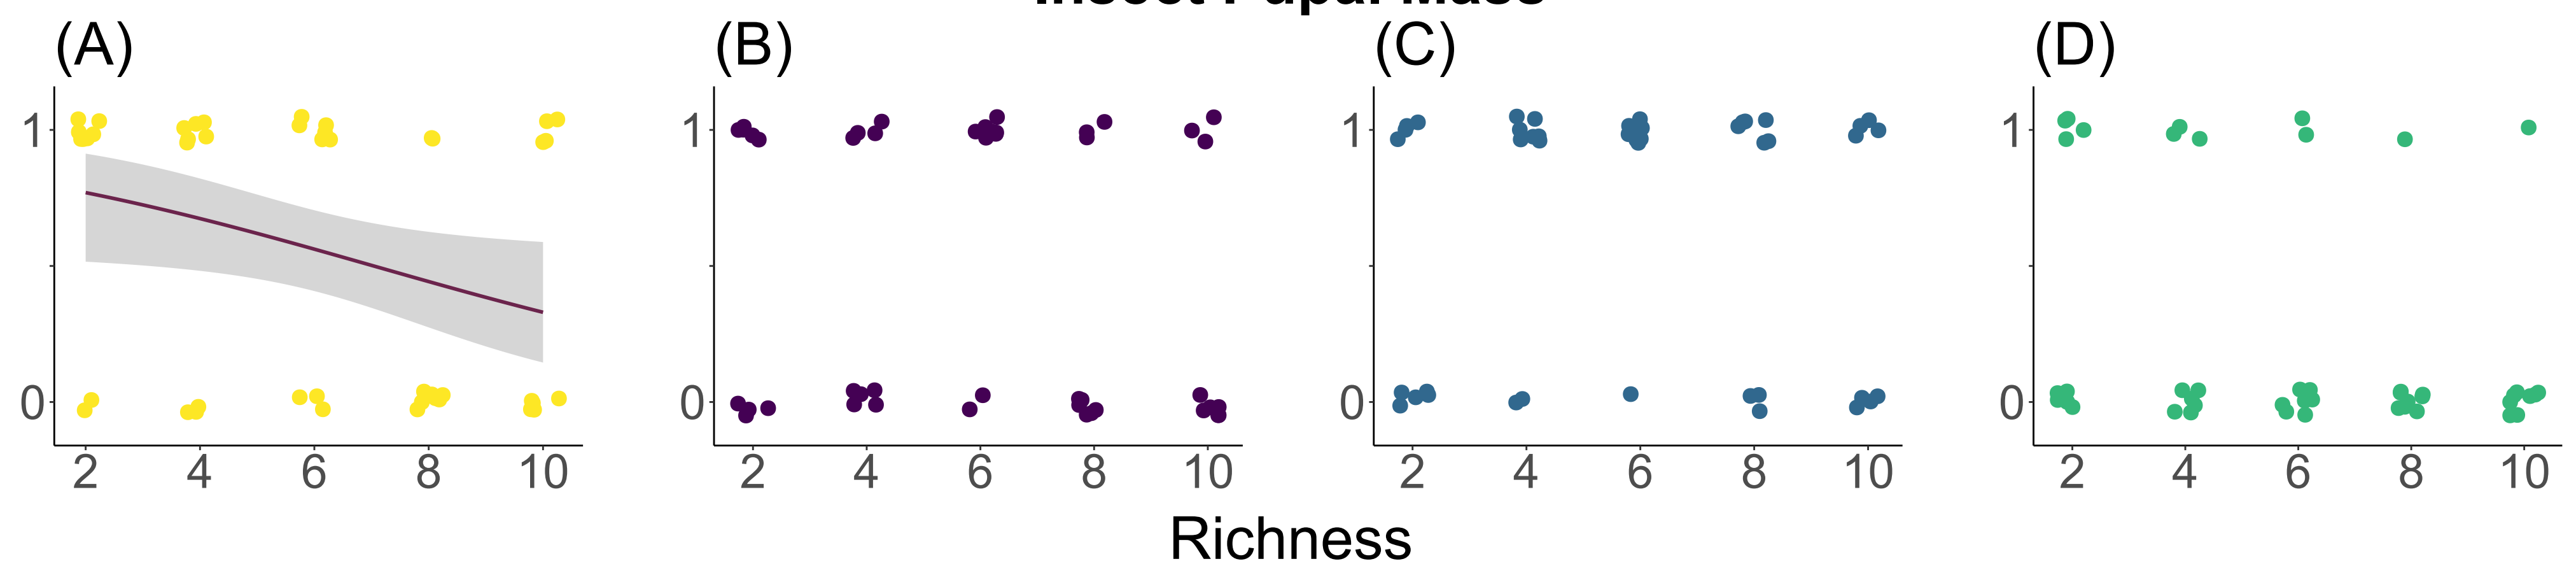 Insect Pupal Mass
(A) (B) (C) (D)
1 1 1 1
0 0 0 0
2 4 6 8 10 2 4 6 8 10 2 4 6 8 10 2 4 6 8 10
Richness